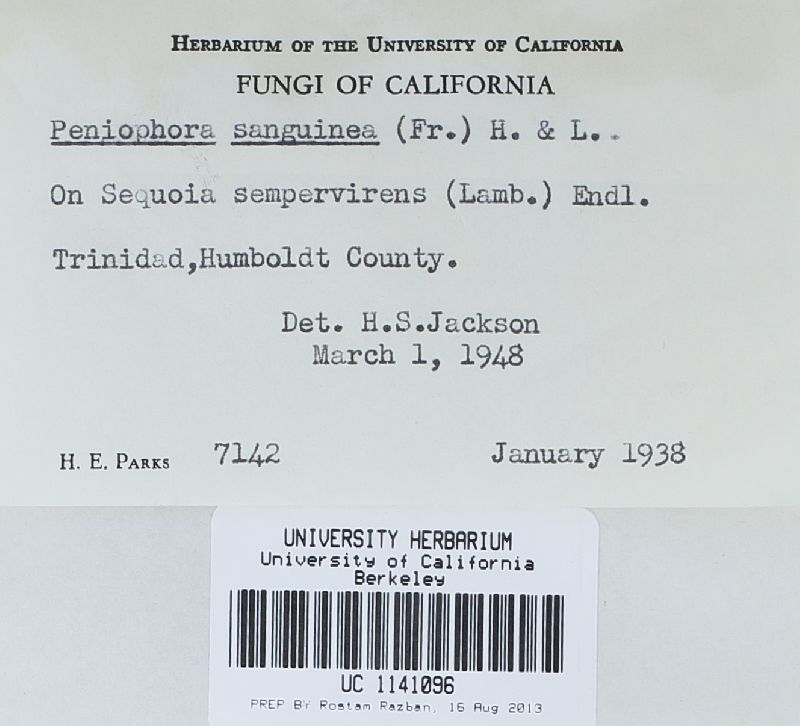 HERBARIUM OF THE UNIVERSITY OF CALIFORNIA
FUNGI OF CALIFORNIA
Peniophora sanguinea (Fr.) H. & L..
On Sequoia sempervirens (Lamb.) Endl.
Trinidad,Humboldt County.
Det. H.S.Jackson
March 1, 1948
H. E. PARKS 7142 January 1938
UNIVERSITY HERBARIUM
University of California
Berkeley
UC 1141096
PREP BY Rostam Razban, 16 Aug 2013